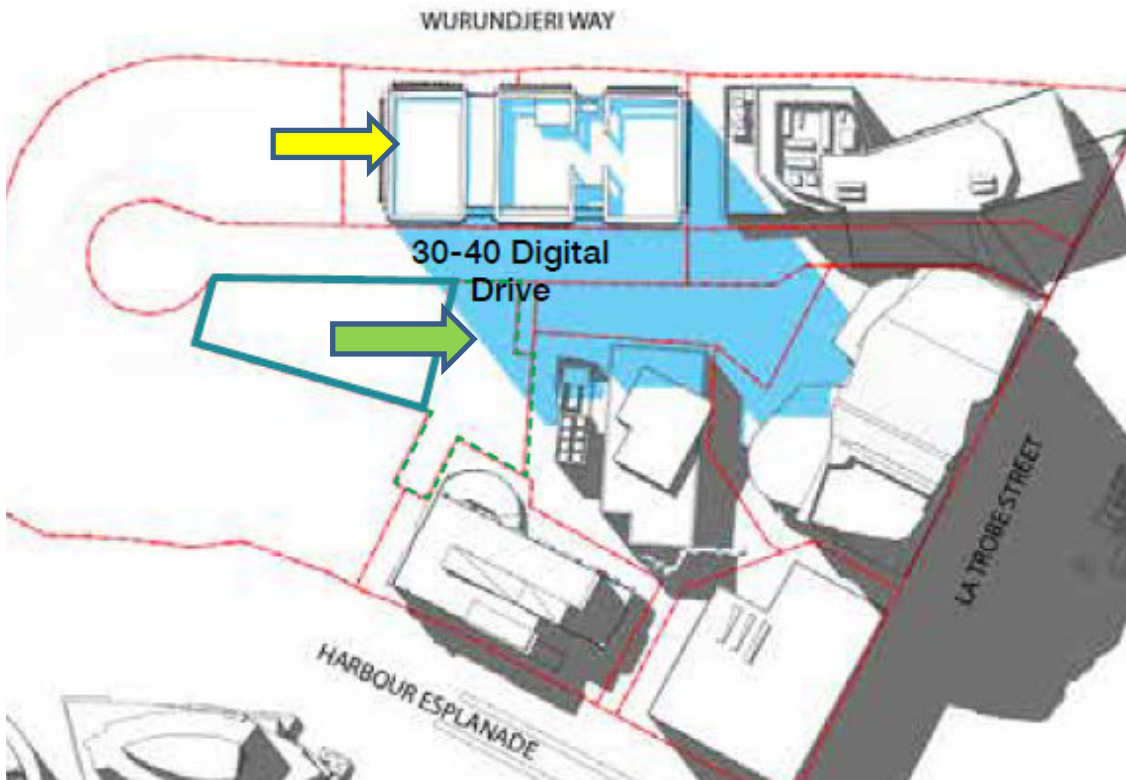 WURUNDJERI WAY
30-40 Digital
Drive
LA TROBE STREET
HARBOUR ESPLANADE